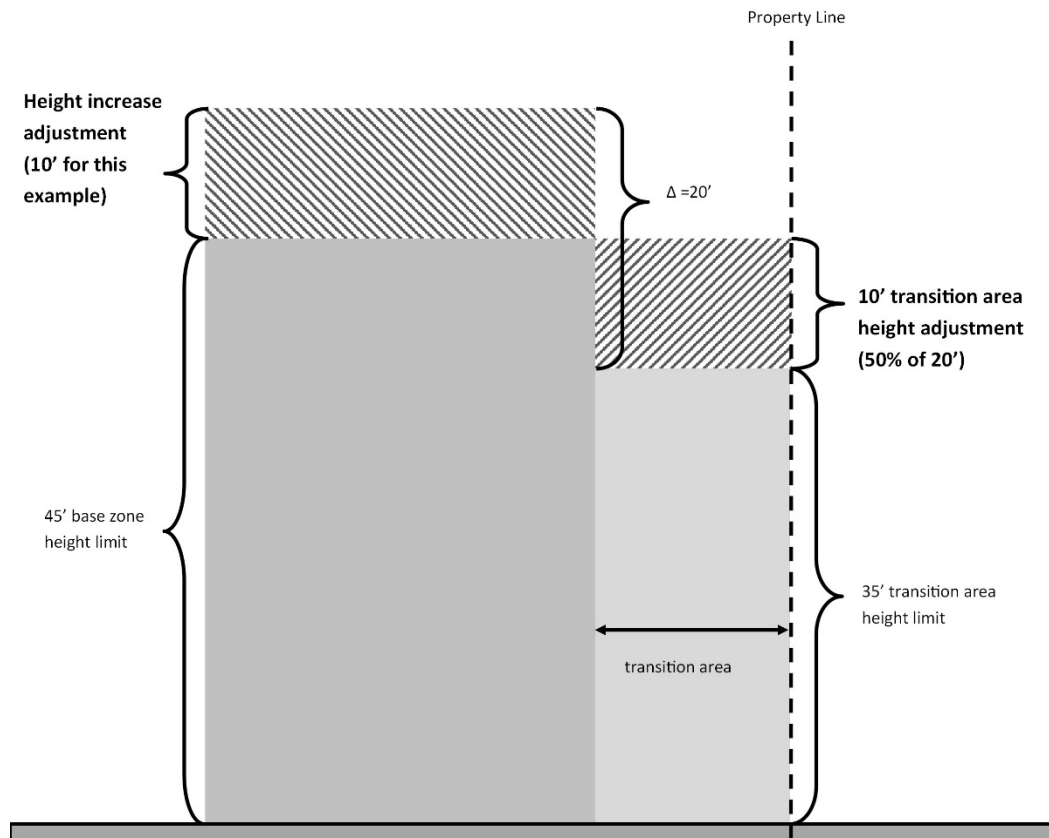 Property Line
Height increase
adjustment
(10’ for this
example)
Δ =20’
10’ transition area
height adjustment
(50% of 20’)
45’ base zone
height limit
35’ transition area
height limit
transition area